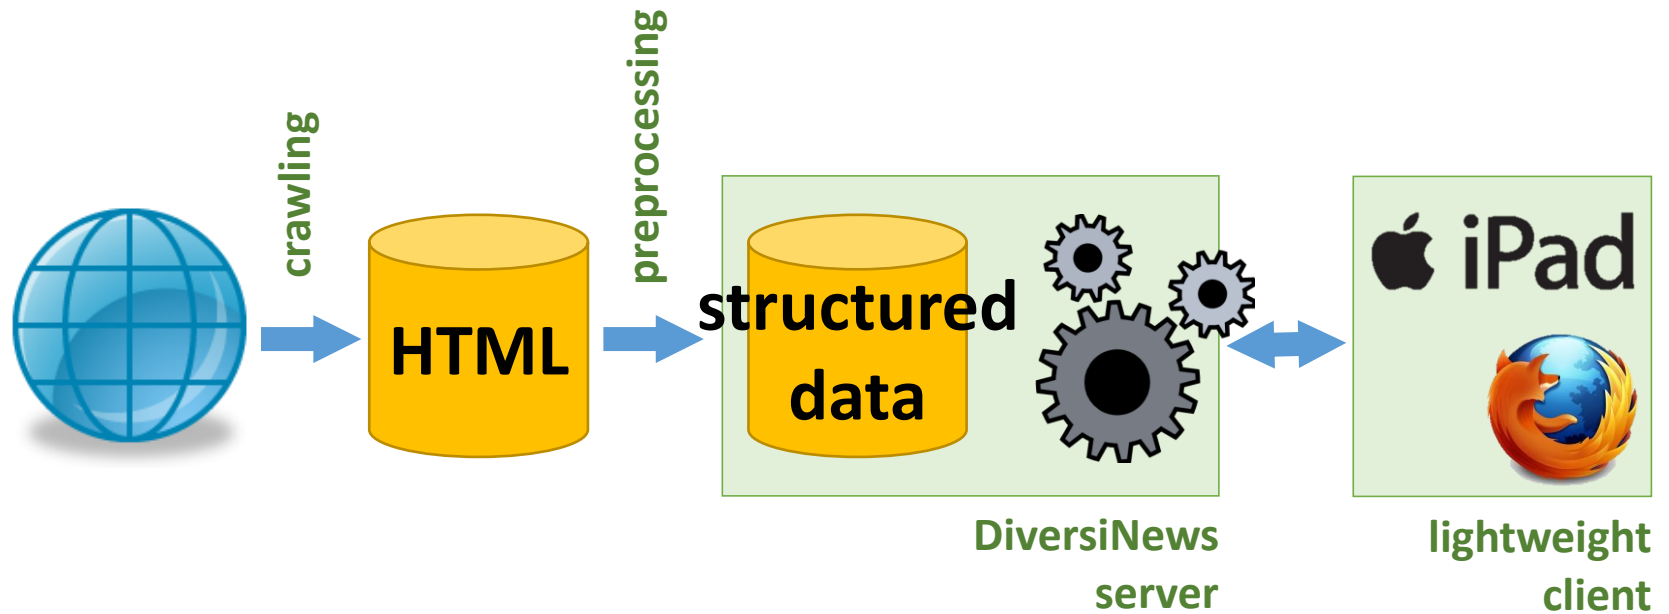 crawling
preprocessing
HTML
structured
data
iPad
DiversiNews
server
lightweight
client